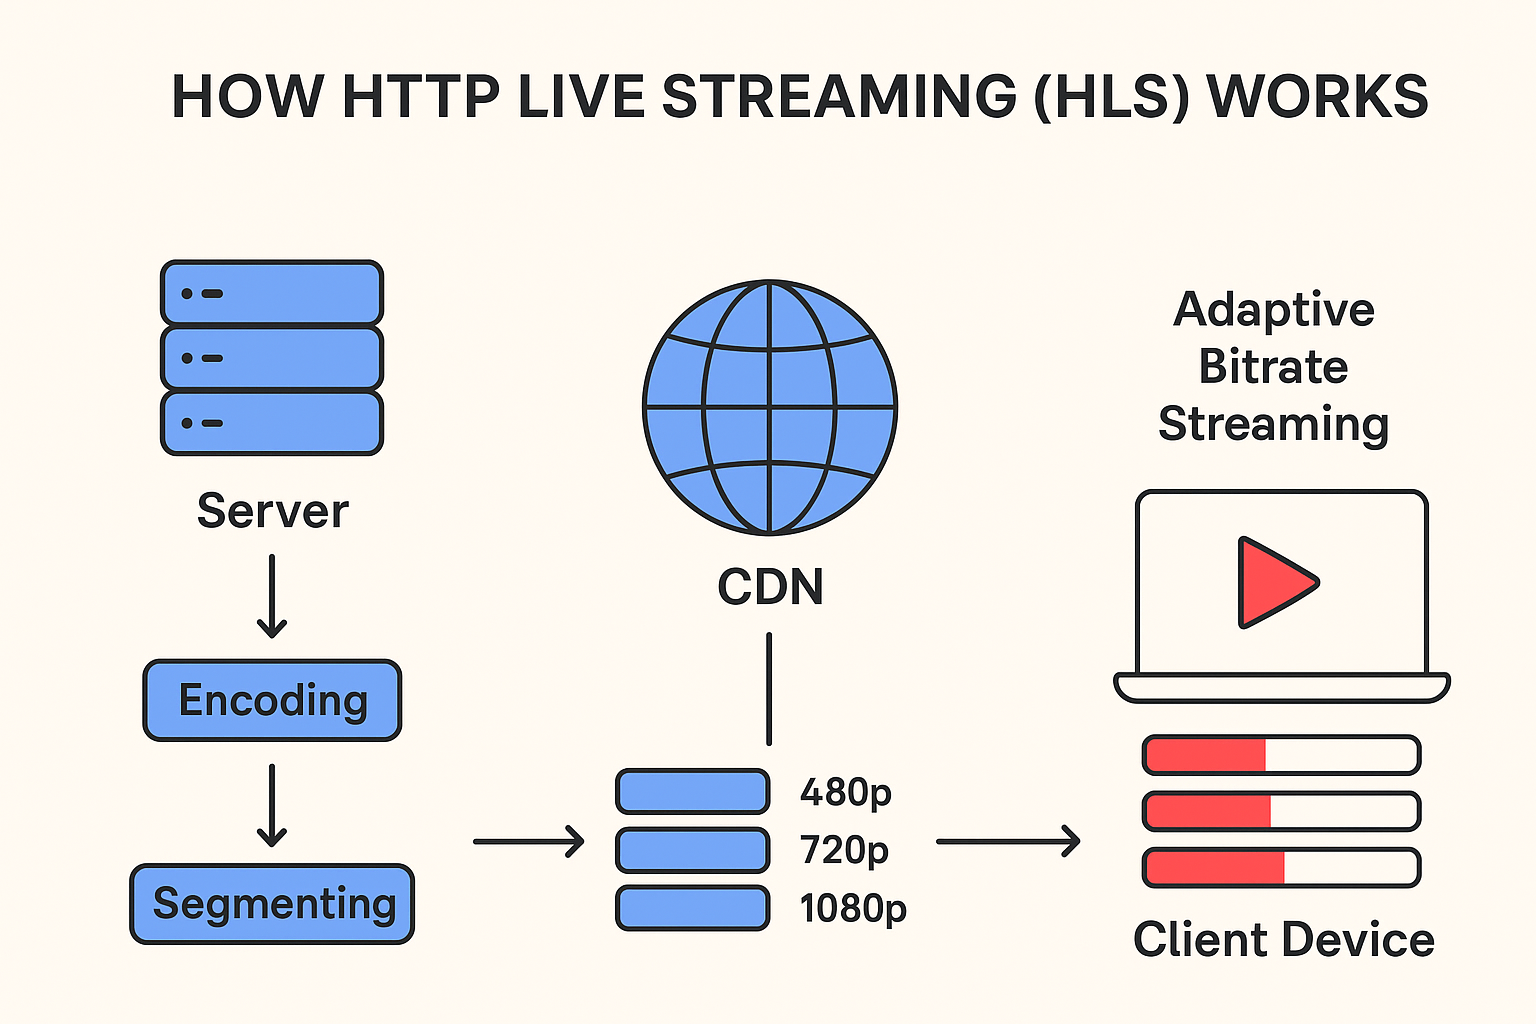 HOW HTTP LIVE STREAMING (HLS) WORKS
Server
Encoding
Segmenting
CDN
480p
720p
1080p
Adaptive
Bitrate
Streaming
Client Device